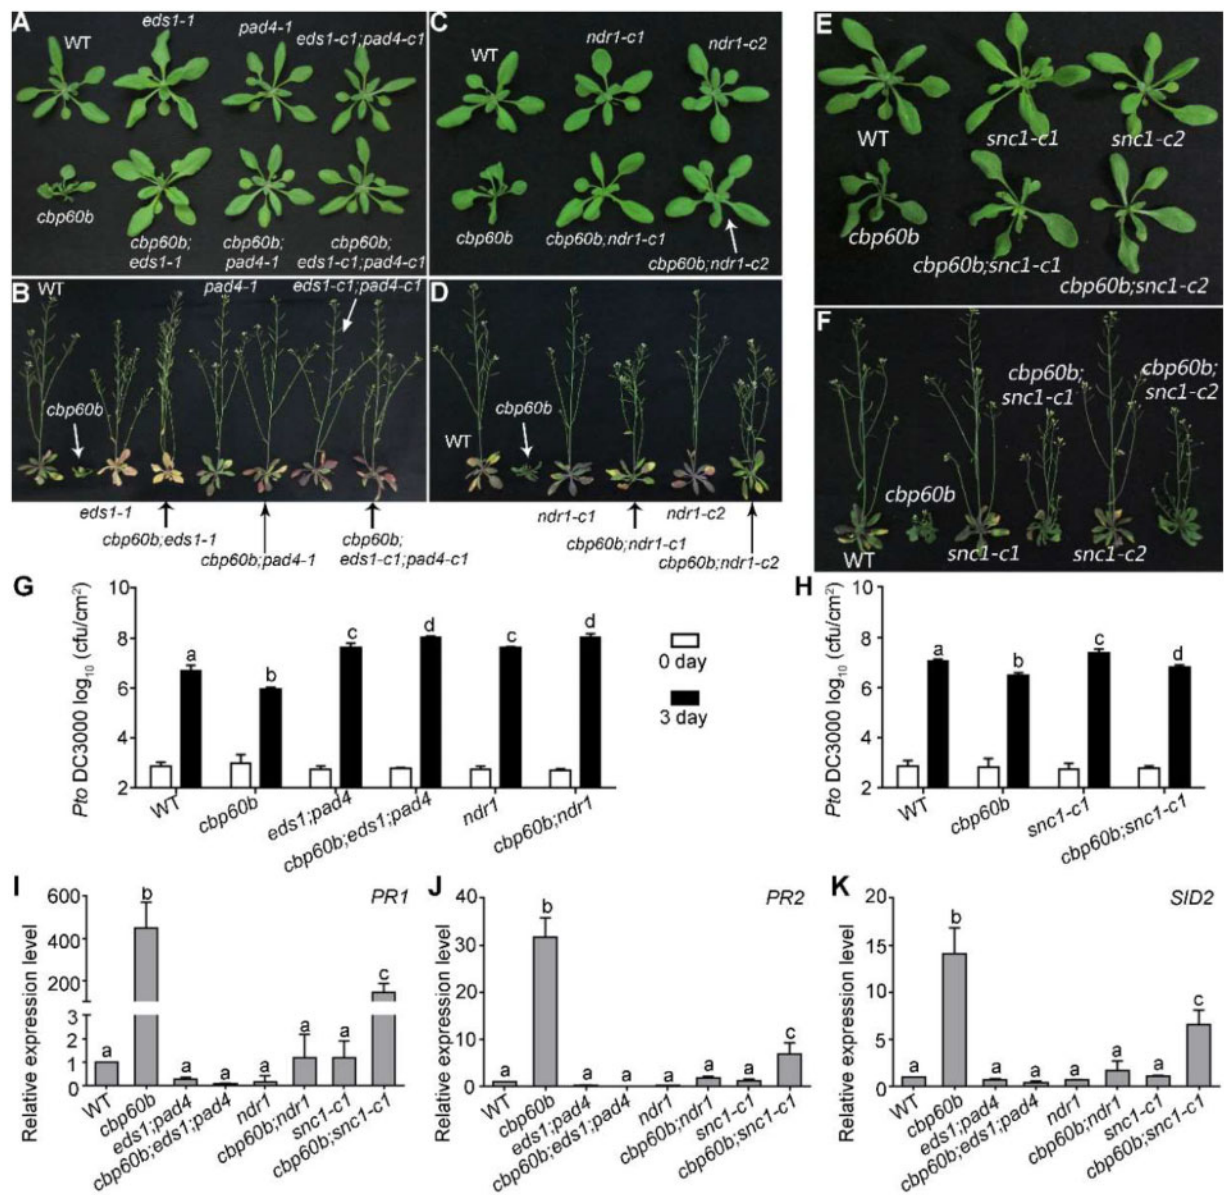 A
WT
eds1-1
pad4-1
eds1-c1;pad4-c1
cbp60b
cbp60b;
eds1-1
cbp60b;
pad4-1
cbp60b;
eds1-c1;pad4-c1
C
WT
ndr1-c1
ndr1-c2
cbp60b
cbp60b;ndr1-c1
cbp60b;ndr1-c2
E
WT
snc1-c1
snc1-c2
cbp60b
cbp60b;snc1-c1
cbp60b;snc1-c2
B
WT
cbp60b
pad4-1
eds1-c1;pad4-c1
eds1-1
cbp60b;eds1-1
cbp60b;pad4-1
cbp60b;
eds1-c1;pad4-c1
D
WT
cbp60b
ndr1-c1
cbp60b;ndr1-c1
ndr1-c2
cbp60b;ndr1-c2
F
WT
cbp60b
snc1-c1
cbp60b;
snc1-c1
snc1-c2
cbp60b;
snc1-c2
G
Pto DC3000 log10 (cfu/cm2)
10
8
6
4
2
a
b
c
d
c
d
WT
cbp60b
eds1;pad4
cbp60b;eds1;pad4
ndr1
cbp60b;ndr1
0 day
3 day
H
Pto DC3000 log10 (cfu/cm2)
10
8
6
4
2
a
b
c
d
WT
cbp60b
snc1-c1
cbp60b;snc1-c1
I
PR1
Relative expression level
600
400
200
3
2
1
0
a
b
a
a
a
a
a
c
WT
cbp60b
eds1;pad4
cbp60b;eds1;pad4
ndr1
cbp60b;ndr1
snc1-c1
cbp60b;snc1-c1
J
PR2
Relative expression level
40
30
20
10
0
a
b
a
a
a
a
a
c
WT
cbp60b
eds1;pad4
cbp60b;eds1;pad4
ndr1
cbp60b;ndr1
snc1-c1
cbp60b;snc1-c1
K
SID2
Relative expression level
20
15
10
5
0
a
b
a
a
a
a
a
c
WT
cbp60b
eds1;pad4
cbp60b;eds1;pad4
ndr1
cbp60b;ndr1
snc1-c1
cbp60b;snc1-c1